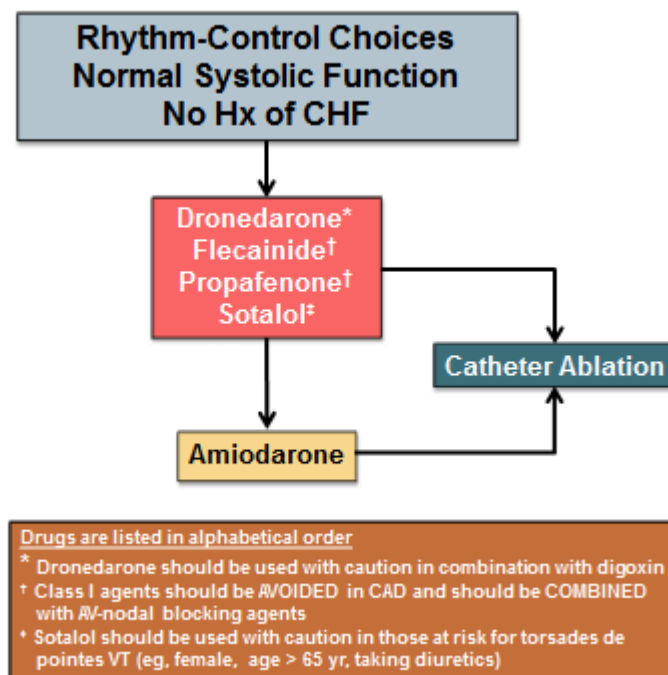 Rhythm-Control Choices
Normal Systolic Function
No Hx of CHF
Dronedarone*
Flecainide†
Propafenone†
Sotalol‡
Catheter Ablation
Amiodarone
Drugs are listed in alphabetical order
* Dronedarone should be used with caution in combination with digoxin
† Class I agents should be AVOIDED in CAD and should be COMBINED
with AV-nodal blocking agents
‡ Sotalol should be used with caution in those at risk for torsades de
pointes VT (eg, female, age > 65 yr, taking diuretics)